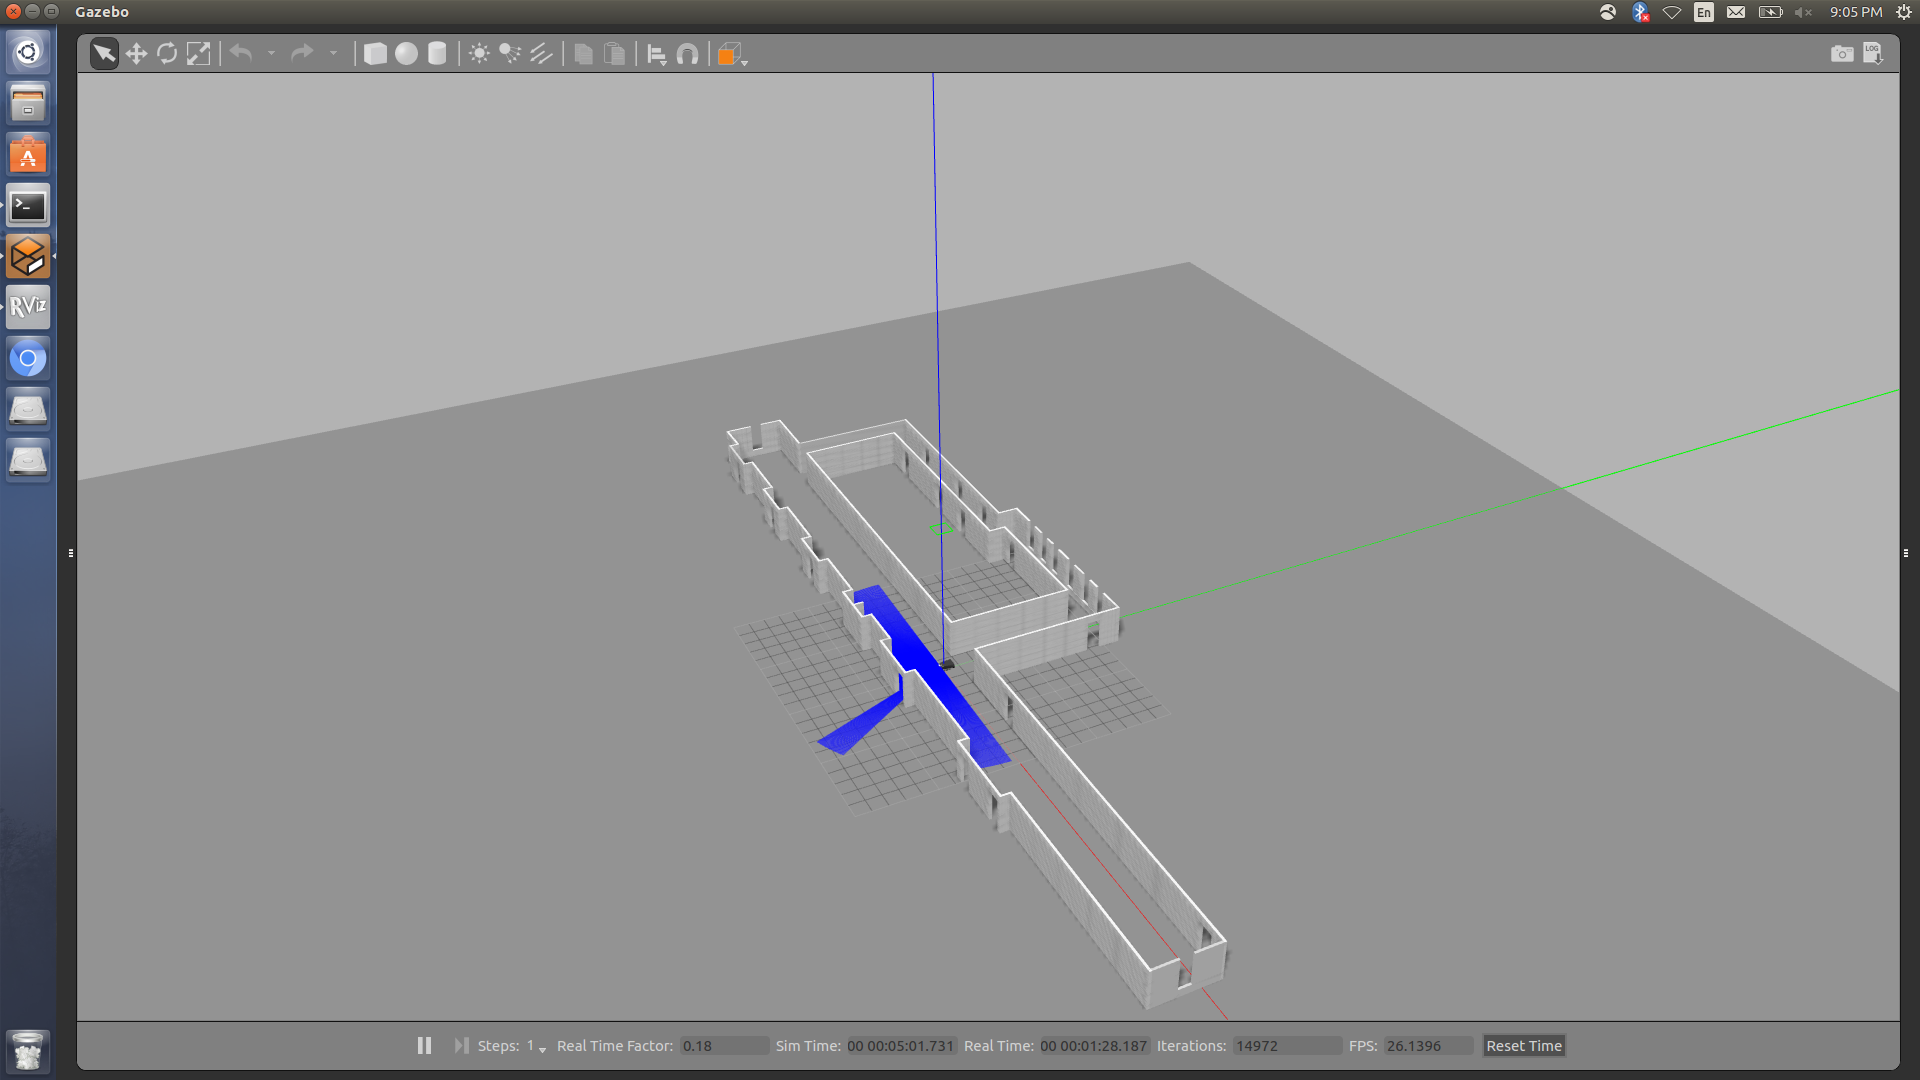 Gazebo
En
9:05 PM
LOG
RViz
Steps: 1 Real Time Factor: 0.18 Sim Time: 00 00:05:01.731 Real Time: 00 00:01:28.187 Iterations: 14972 FPS: 26.1396 Reset Time